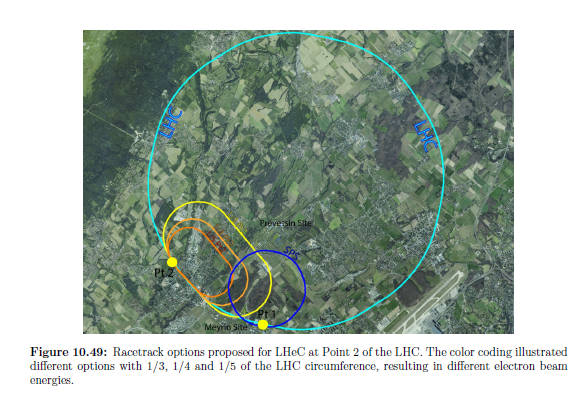 LHC
LHC
Prévessin Site
SPS
Pt 2
Pt 1
Meyrin Site
Figure 10.49: Racetrack options proposed for LHeC at Point 2 of the LHC. The color coding illustrated
different options with 1/3, 1/4 and 1/5 of the LHC circumference, resulting in different electron beam
energies.